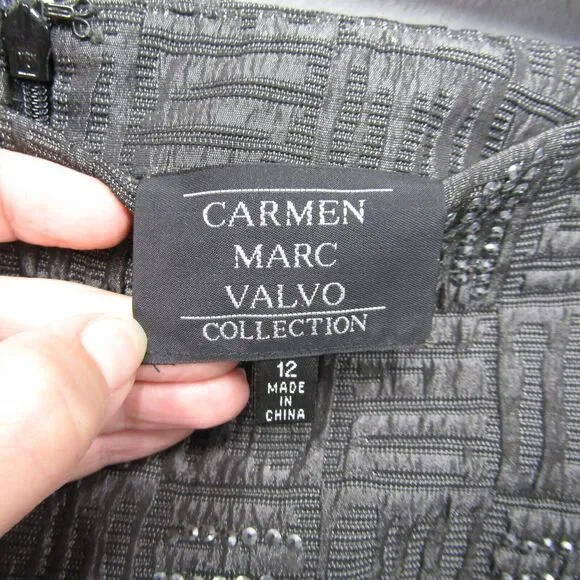 CARMEN
MARC
VALVO
COLLECTION
12
MADE
IN
CHINA